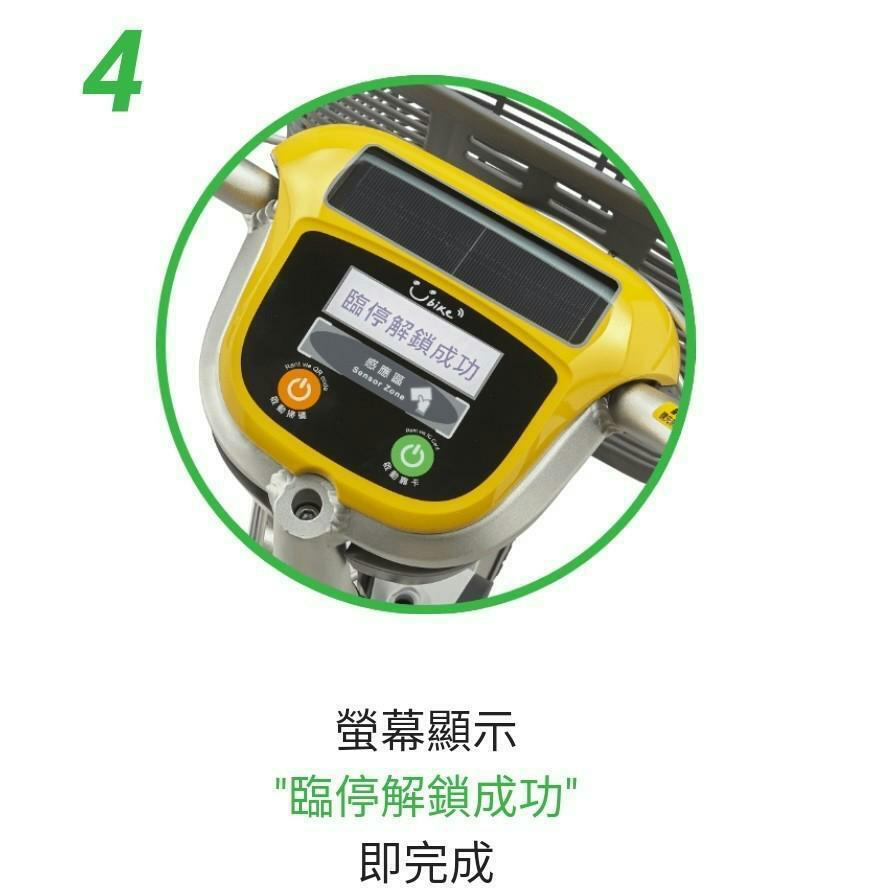 4
Ubike
臨停解鎖成功
感應區
Sensor Zone
Rent via QR code
啟動掃碼
Rent via IC Card
啟動靠卡
螢幕顯示
"臨停解鎖成功"
即完成